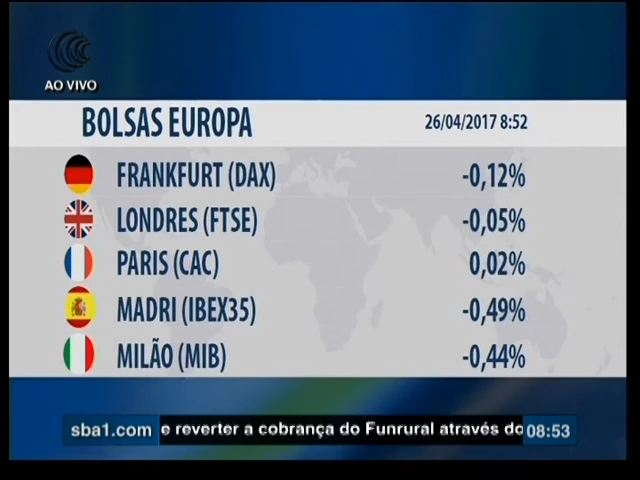 AO VIVO
BOLSAS EUROPA 26/04/2017 8:52
FRANKFURT (DAX) -0,12%
LONDRES (FTSE) -0,05%
PARIS (CAC) 0,02%
MADRI (IBEX35) -0,49%
MILÃO (MIB) -0,44%
sba1.com e reverter a cobrança do Funrural através do 08:53